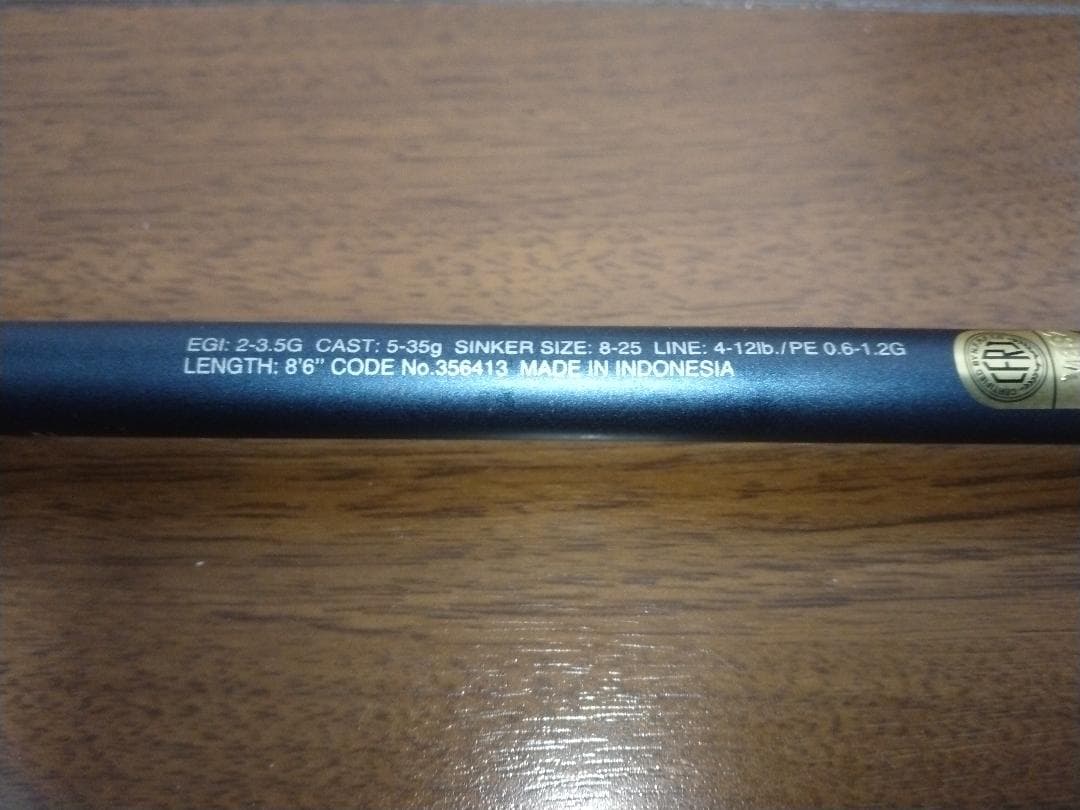 EGI: 2-3.5G CAST: 5-35g SINKER SIZE: 8-25 LINE: 4-12lb./PE 0.6-1.2G
LENGTH: 8'6" CODE No.356413 MADE IN INDONESIA